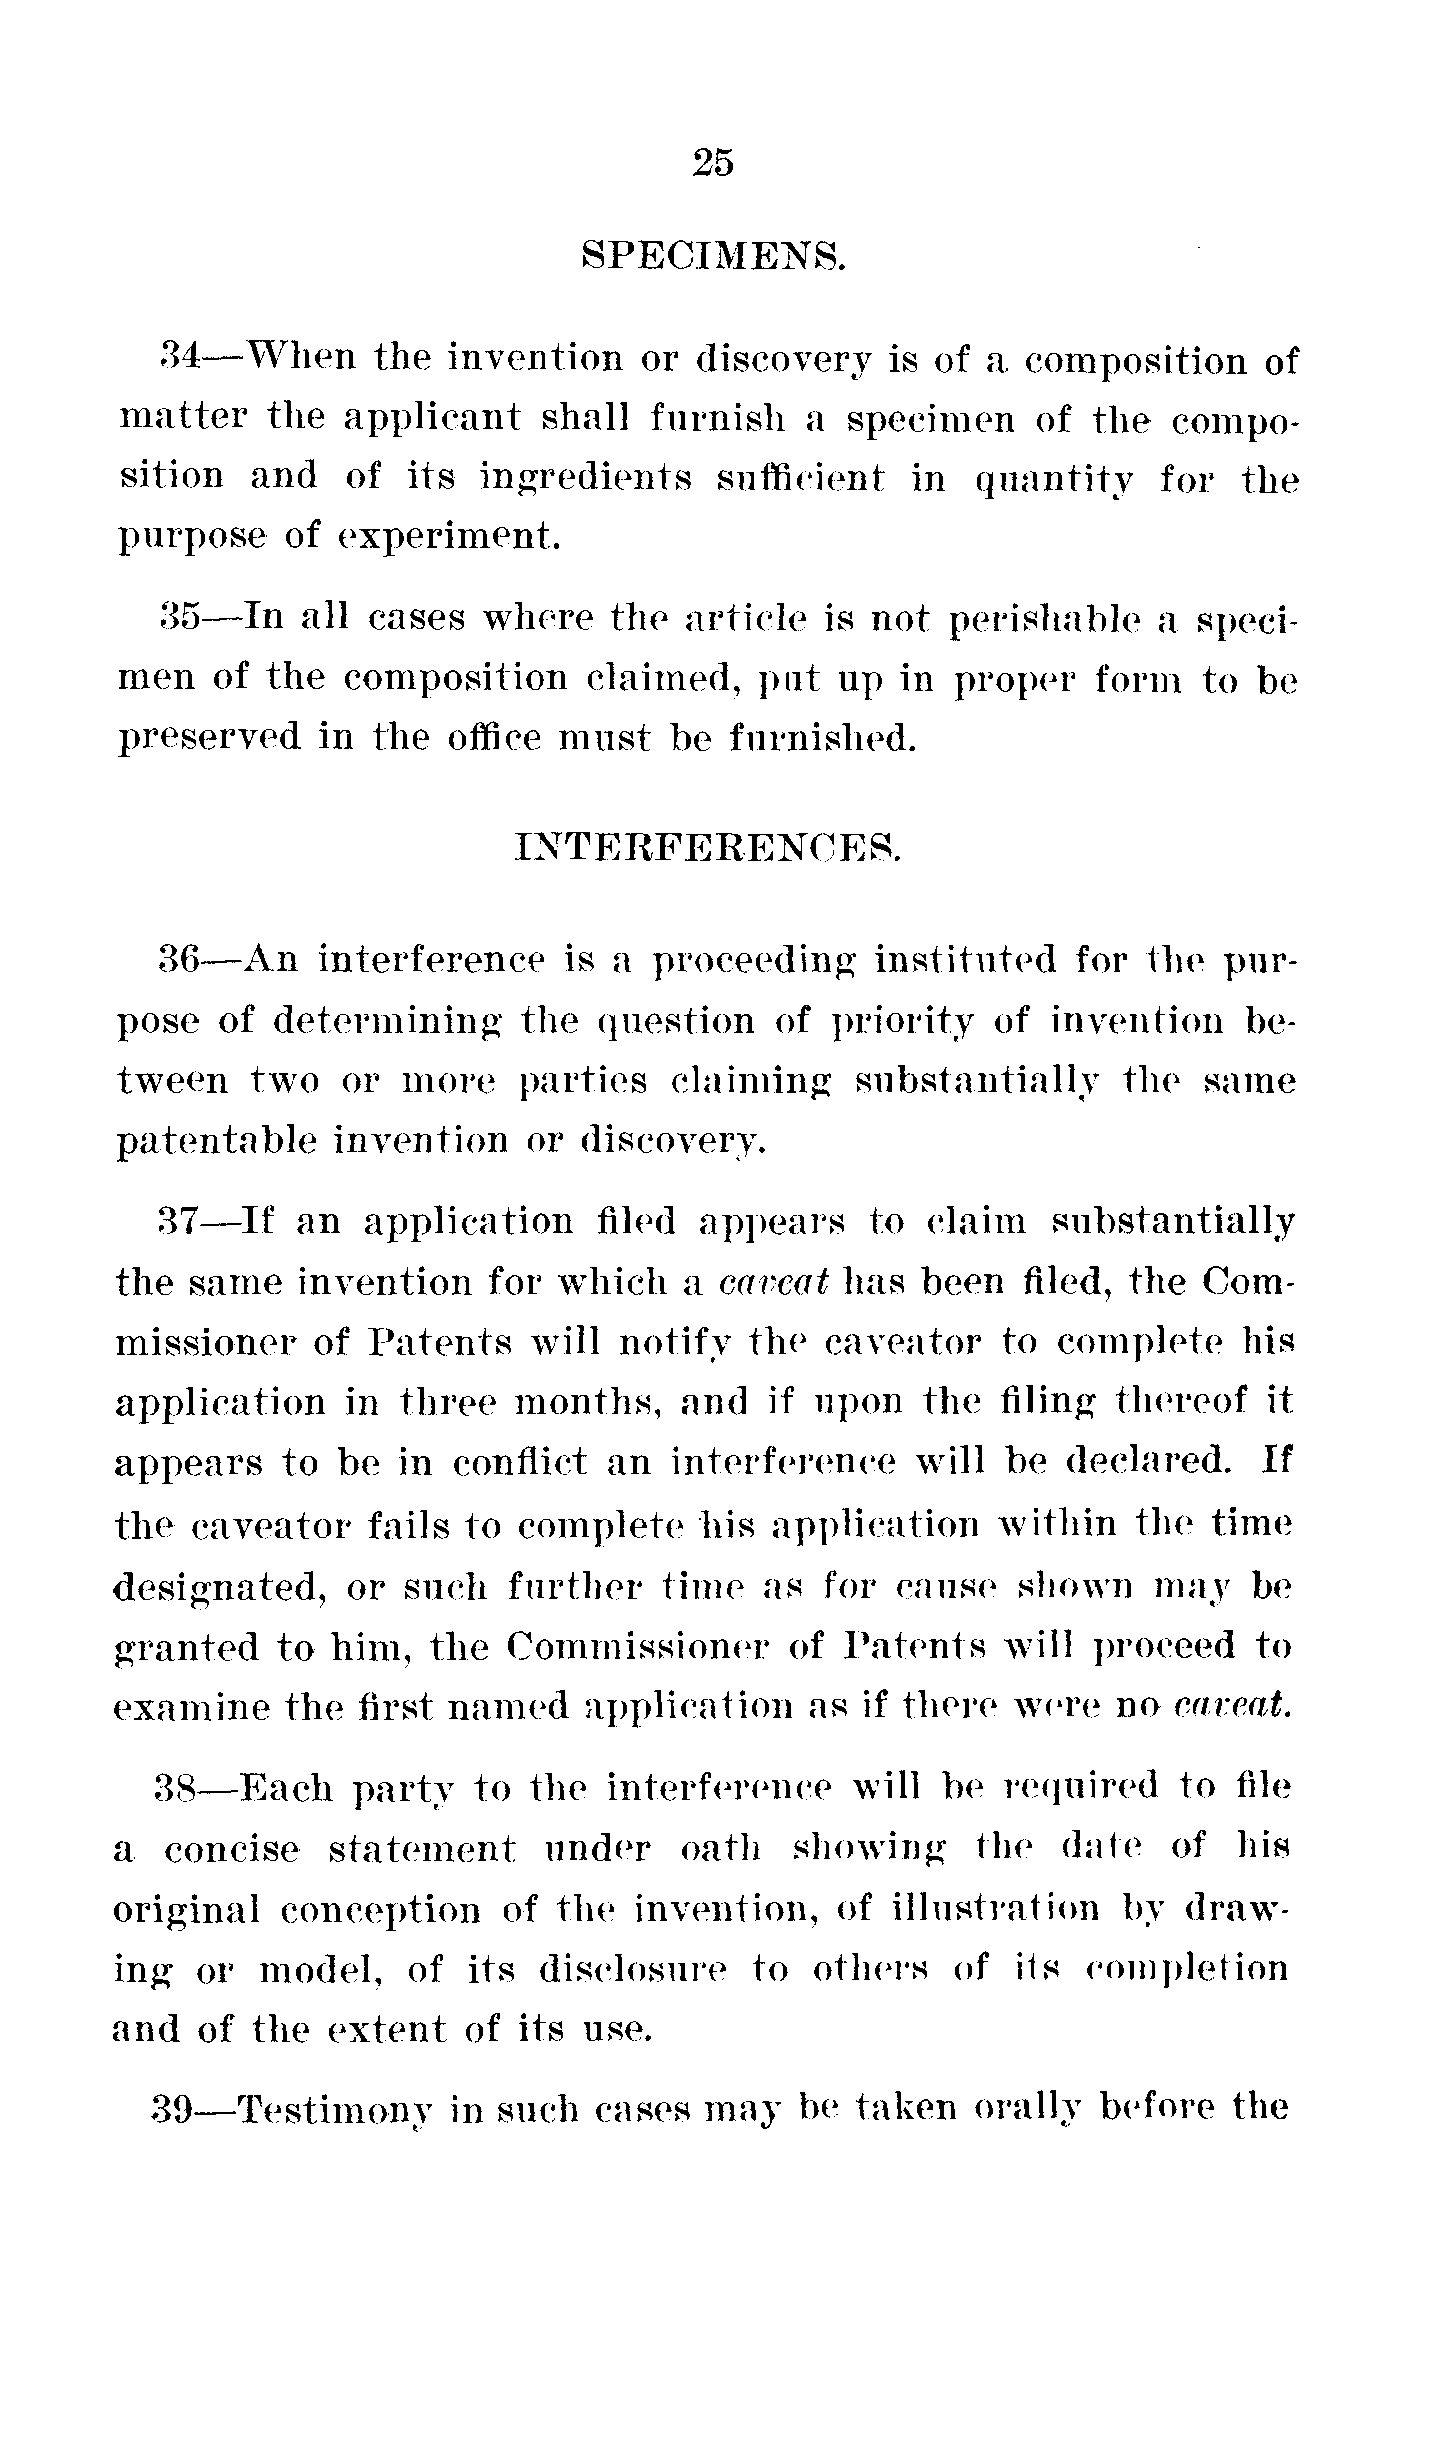 25
SPECIMENS.
34—When the invention or discovery is of a composition of
matter the applicant shall furnish a specimen of the compo-
sition and of its ingredients sufficient in quantity for the
purpose of experiment.
35—In all cases where the article is not perishable a speci-
men of the composition claimed, put up in proper form to be
preserved in the office must be furnished.
INTERFERENCES.
36—An interference is a proceeding instituted for the pur-
pose of determining the question of priority of invention be-
tween two or more parties claiming substantially the same
patentable invention or discovery.
37—If an application filed appears to claim substantially
the same invention for which a caveat has been filed, the Com-
missioner of Patents will notify the caveator to complete his
application in three months, and if upon the filing thereof it
appears to be in conflict an interference will be declared. If
the caveator fails to complete his application within the time
designated, or such further time as for cause shown may be
granted to him, the Commissioner of Patents will proceed to
examine the first named application as if there were no caveat.
38—Each party to the interference will be required to file
a concise statement under oath showing the date of his
original conception of the invention, of illustration by draw-
ing or model, of its disclosure to others of its completion
and of the extent of its use.
39—Testimony in such cases may be taken orally before the